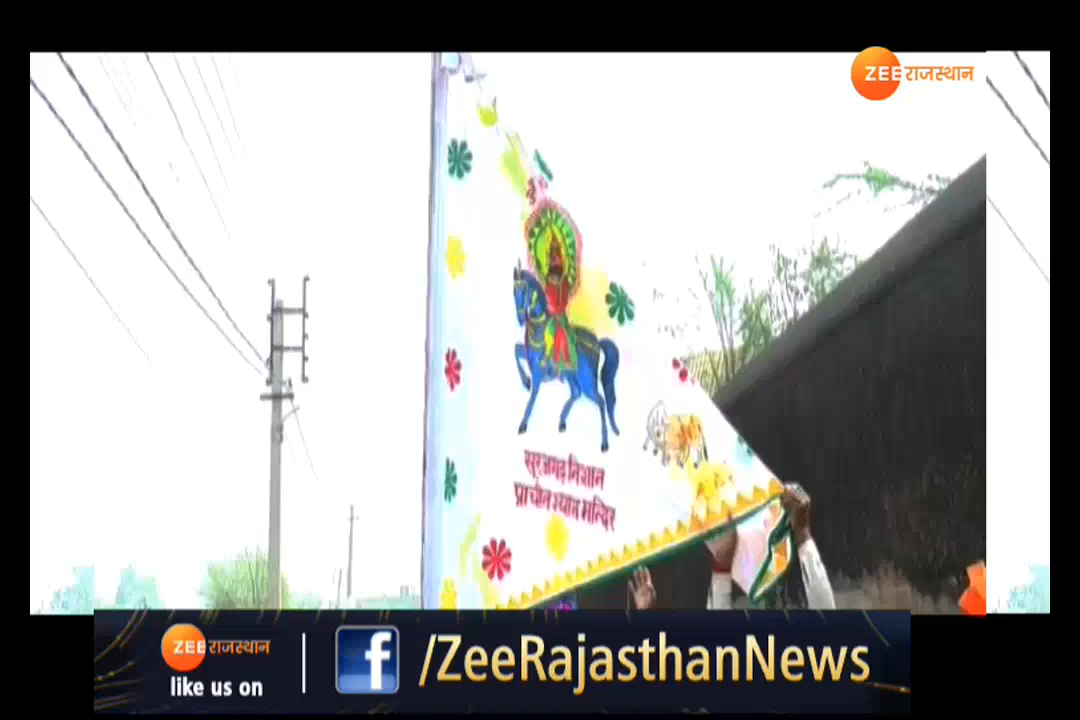 ZEE राजस्थान
सूरजगढ़ निशान
प्राचीन श्याम मन्दिर
ZEE राजस्थान
like us on
f
/ZeeRajasthanNews